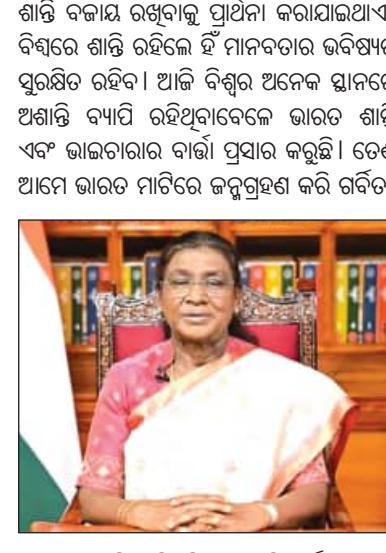 ଶାନ୍ତି ବଜାୟ ରଖିବାକୁ ପ୍ରାର୍ଥନା କରାଯାଇଥାଏ
ବିଶ୍ୱରେ ଶାନ୍ତି ରହିଲେ ହିଁ ମାନବତାର ଭବିଷ୍ୟତ
ସୁରକ୍ଷିତ ରହିବ। ଆଜି ବିଶ୍ୱର ଅନେକ ସ୍ଥାନରେ
ଅଶାନ୍ତି ବ୍ୟାପି ରହିଥିବାବେଳେ ଭାରତ ଶାନ୍ତି
ଏବଂ ଭାଇଚାରାର ବାର୍ତ୍ତା ପ୍ରସାର କରୁଛି। ତେଣୁ
ଆମେ ଭାରତ ମାଟିରେ ଜନ୍ମଗ୍ରହଣ କରି ଗର୍ବିତ